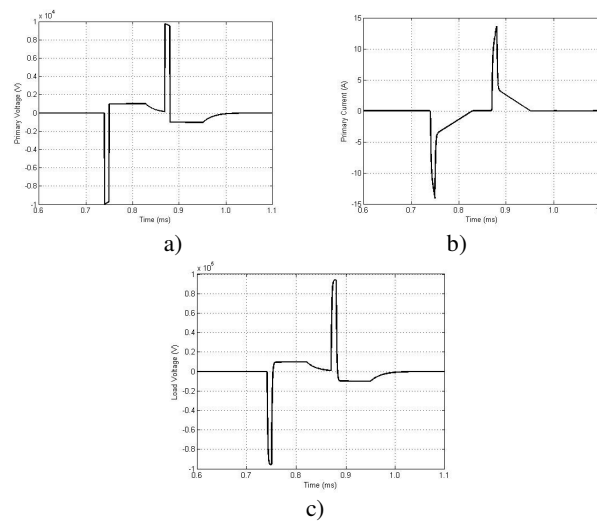 x 10⁴
1
0.8
0.6
0.4
0.2
0
-0.2
-0.4
-0.6
-0.8
-1
Primary Voltage (V)
0.6 0.7 0.8 0.9 1.0 1.1
Time (ms)
a)
15
10
5
0
-5
-10
-15
Primary Current (A)
0.6 0.7 0.8 0.9 1.0 1.1
Time (ms)
b)
x 10⁶
1
0.8
0.6
0.4
0.2
0
-0.2
-0.4
-0.6
-0.8
-1
Load Voltage (V)
0.6 0.7 0.8 0.9 1.0 1.1
Time (ms)
c)